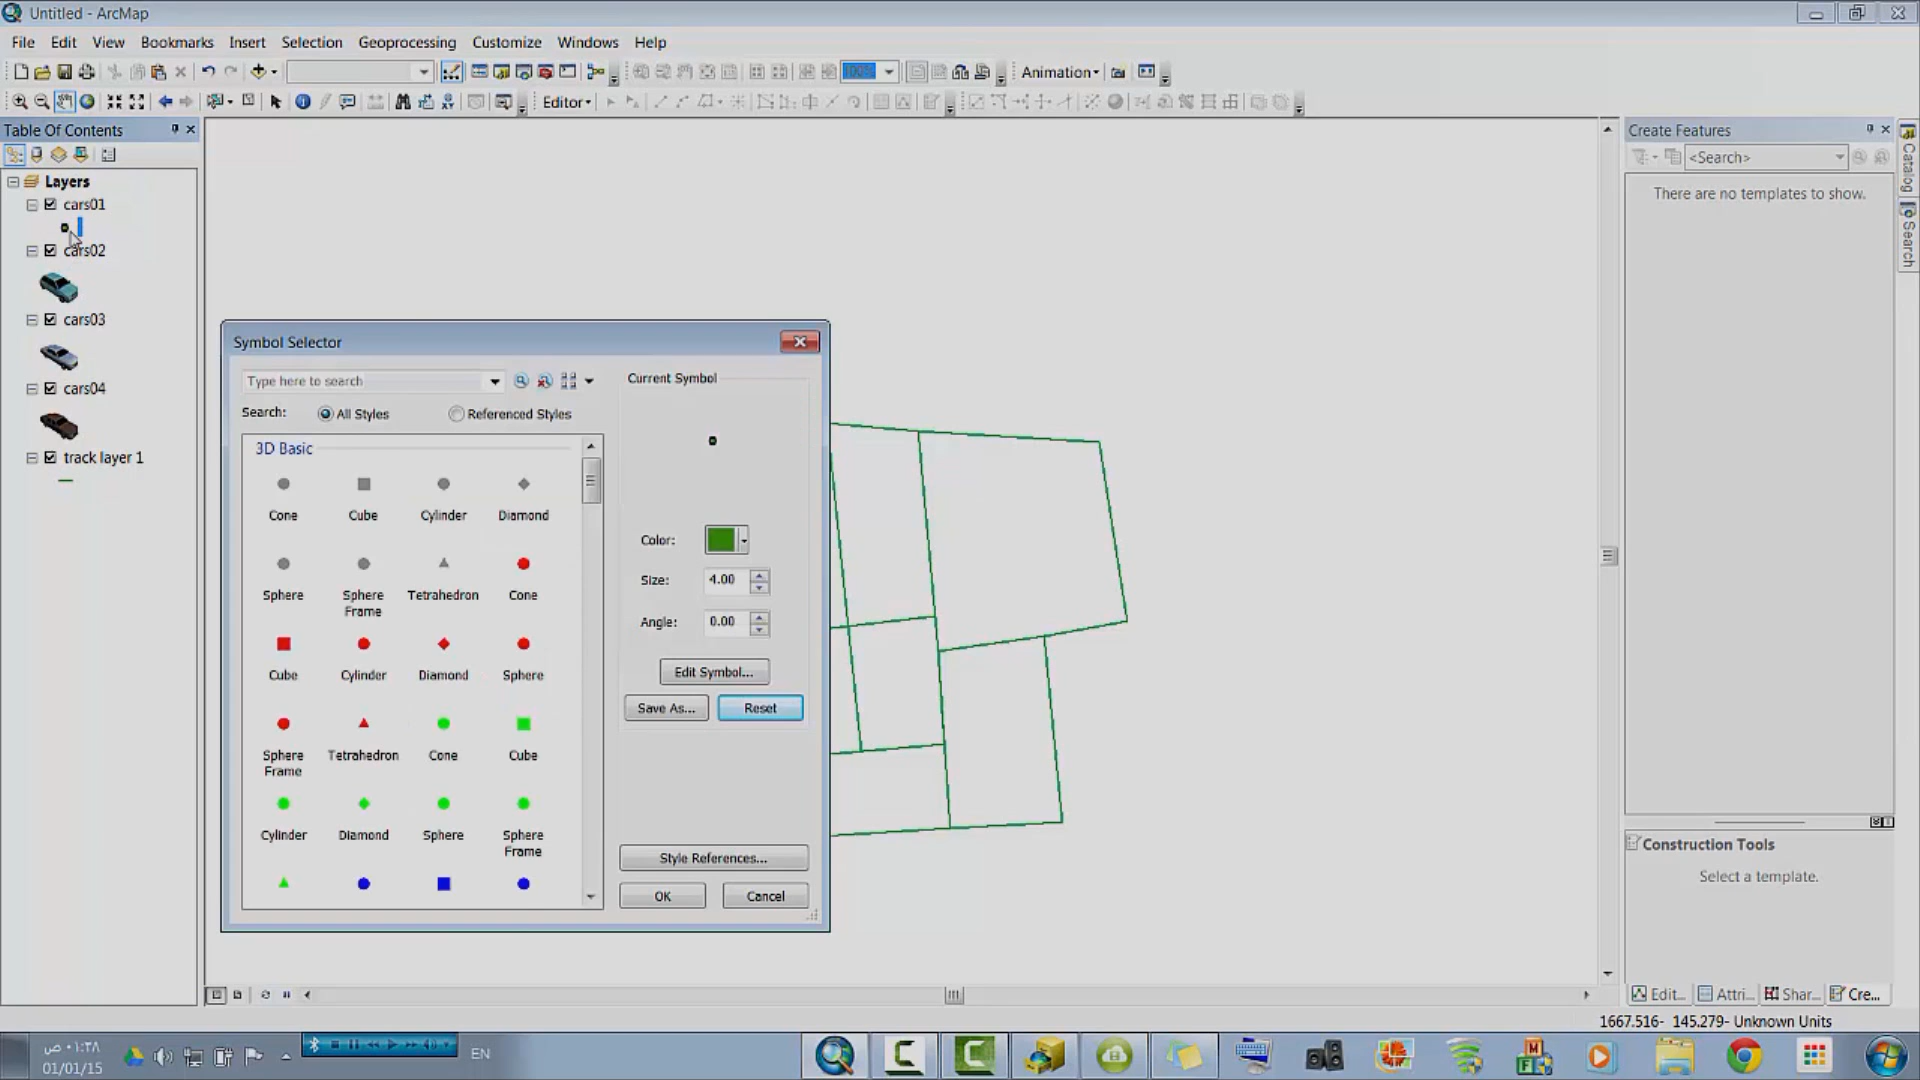 Untitled - ArcMap
File Edit View Bookmarks Insert Selection Geoprocessing Customize Windows Help
100%
Animation
Editor
Table Of Contents
Layers
cars01
cars02
cars03
cars04
track layer 1
Symbol Selector
Type here to search
Search: All Styles Referenced Styles
3D Basic
Cone Cube Cylinder Diamond
Sphere Sphere Frame Tetrahedron Cone
Cube Cylinder Diamond Sphere
Sphere Frame Tetrahedron Cone Cube
Cylinder Diamond Sphere Sphere Frame
Current Symbol
Color:
Size: 4.00
Angle: 0.00
Edit Symbol...
Save As... Reset
Style References...
OK Cancel
Create Features
<Search>
There are no templates to show.
Construction Tools
Select a template.
Edit... Attri... Shar... Cre...
Catalog
Search
1667.516- 145.279- Unknown Units
٠١:٢٨ ص
01/01/15
EN